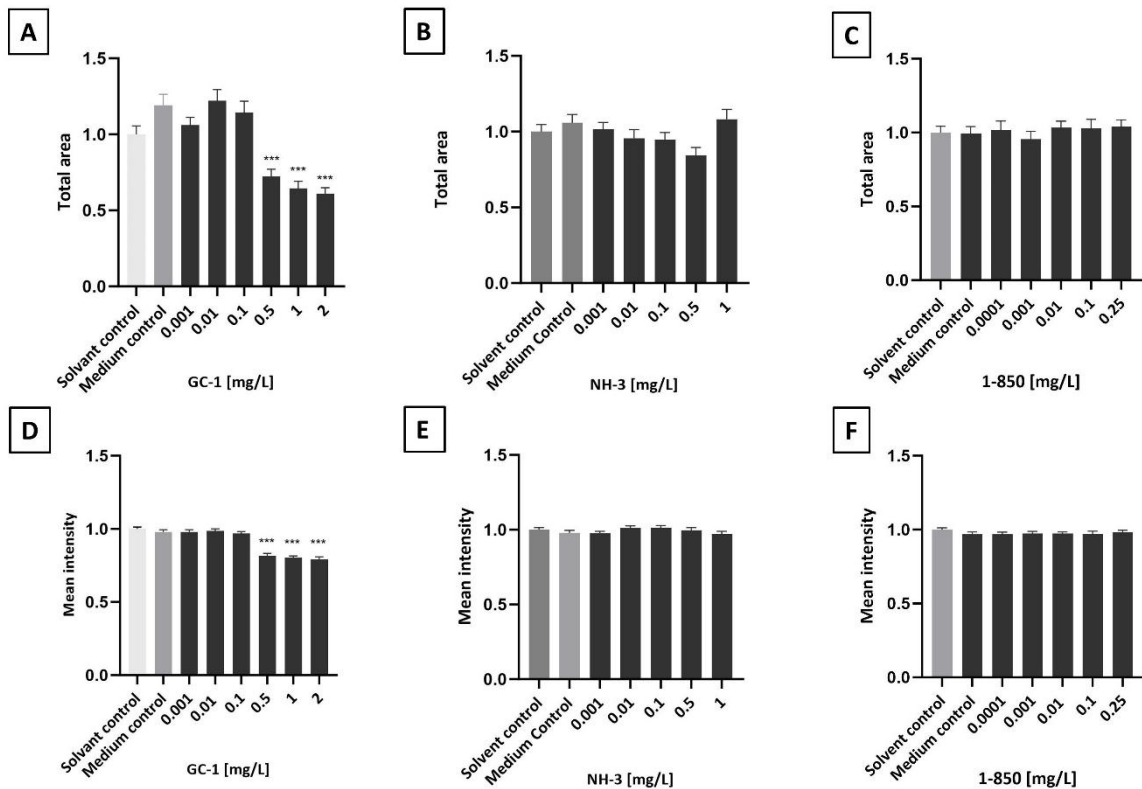 A
Total area
1.5
1.0
0.5
0.0
***
***
***
Solvant control
Medium control
0.001
0.01
0.1
0.5
1
2
GC-1 [mg/L]
B
Total area
1.5
1.0
0.5
0.0
Solvent control
Medium Control
0.001
0.01
0.1
0.5
1
NH-3 [mg/L]
C
Total area
1.5
1.0
0.5
0.0
Solvent control
Medium control
0.0001
0.001
0.01
0.1
0.25
1-850 [mg/L]
D
Mean intensity
1.5
1.0
0.5
0.0
***
***
***
Solvant control
Medium control
0.001
0.01
0.1
0.5
1
2
GC-1 [mg/L]
E
Mean intensity
1.5
1.0
0.5
0.0
Solvent control
Medium Control
0.001
0.01
0.1
0.5
1
NH-3 [mg/L]
F
Mean intensity
1.5
1.0
0.5
0.0
Solvent control
Medium control
0.0001
0.001
0.01
0.1
0.25
1-850 [mg/L]